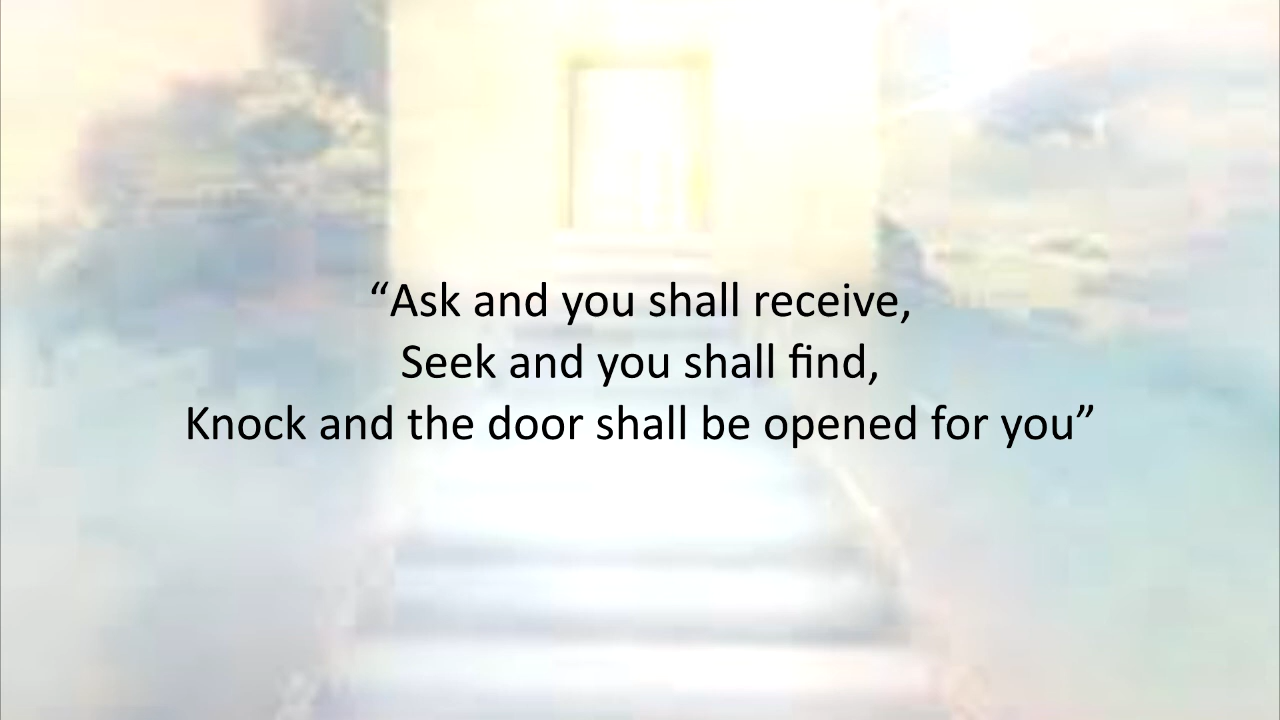 “Ask and you shall receive,
Seek and you shall find,
Knock and the door shall be opened for you”